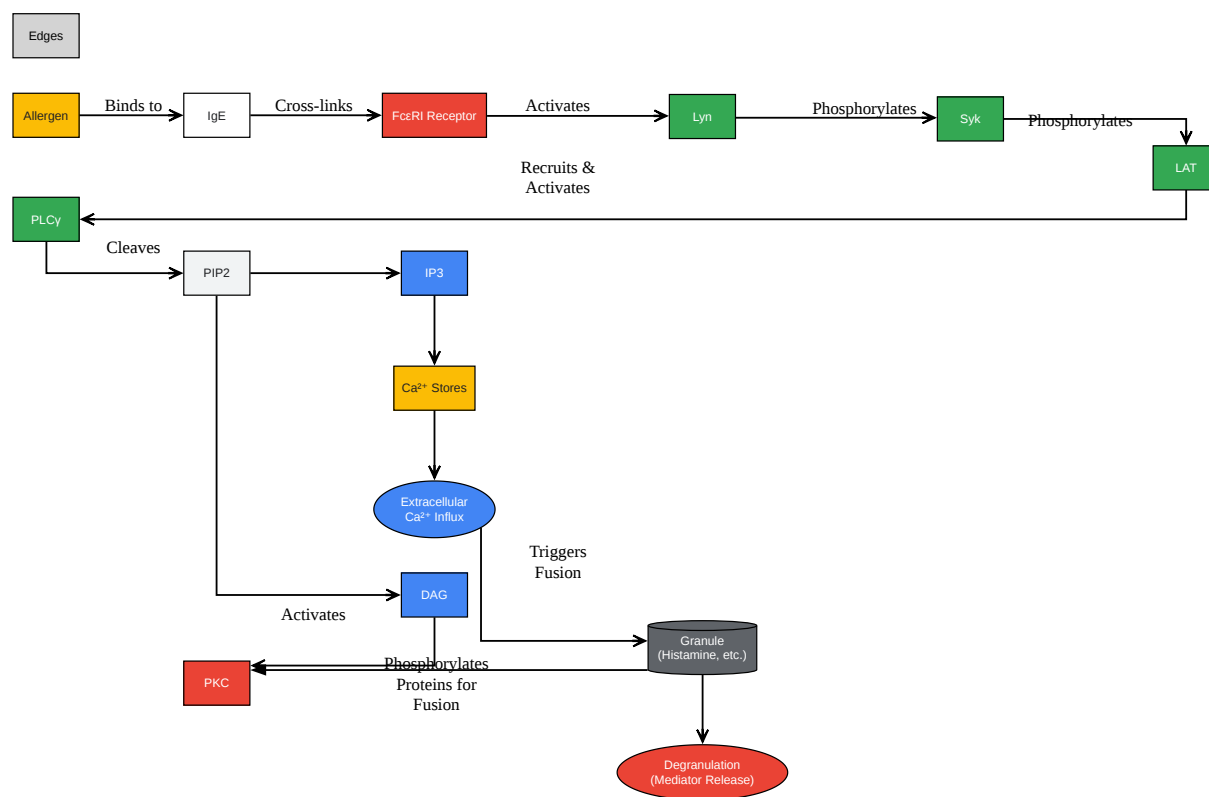 Edges
Allergen
Binds to
IgE
Cross-links
FcεRI Receptor
Activates
Lyn
Phosphorylates
Syk
Phosphorylates
LAT
Recruits &
Activates
PLCγ
Cleaves
PIP2
IP3
Ca²⁺ Stores
Extracellular
Ca²⁺ Influx
Triggers
Fusion
DAG
Activates
Granule
(Histamine, etc.)
Phosphorylates
Proteins for
Fusion
PKC
Degranulation
(Mediator Release)